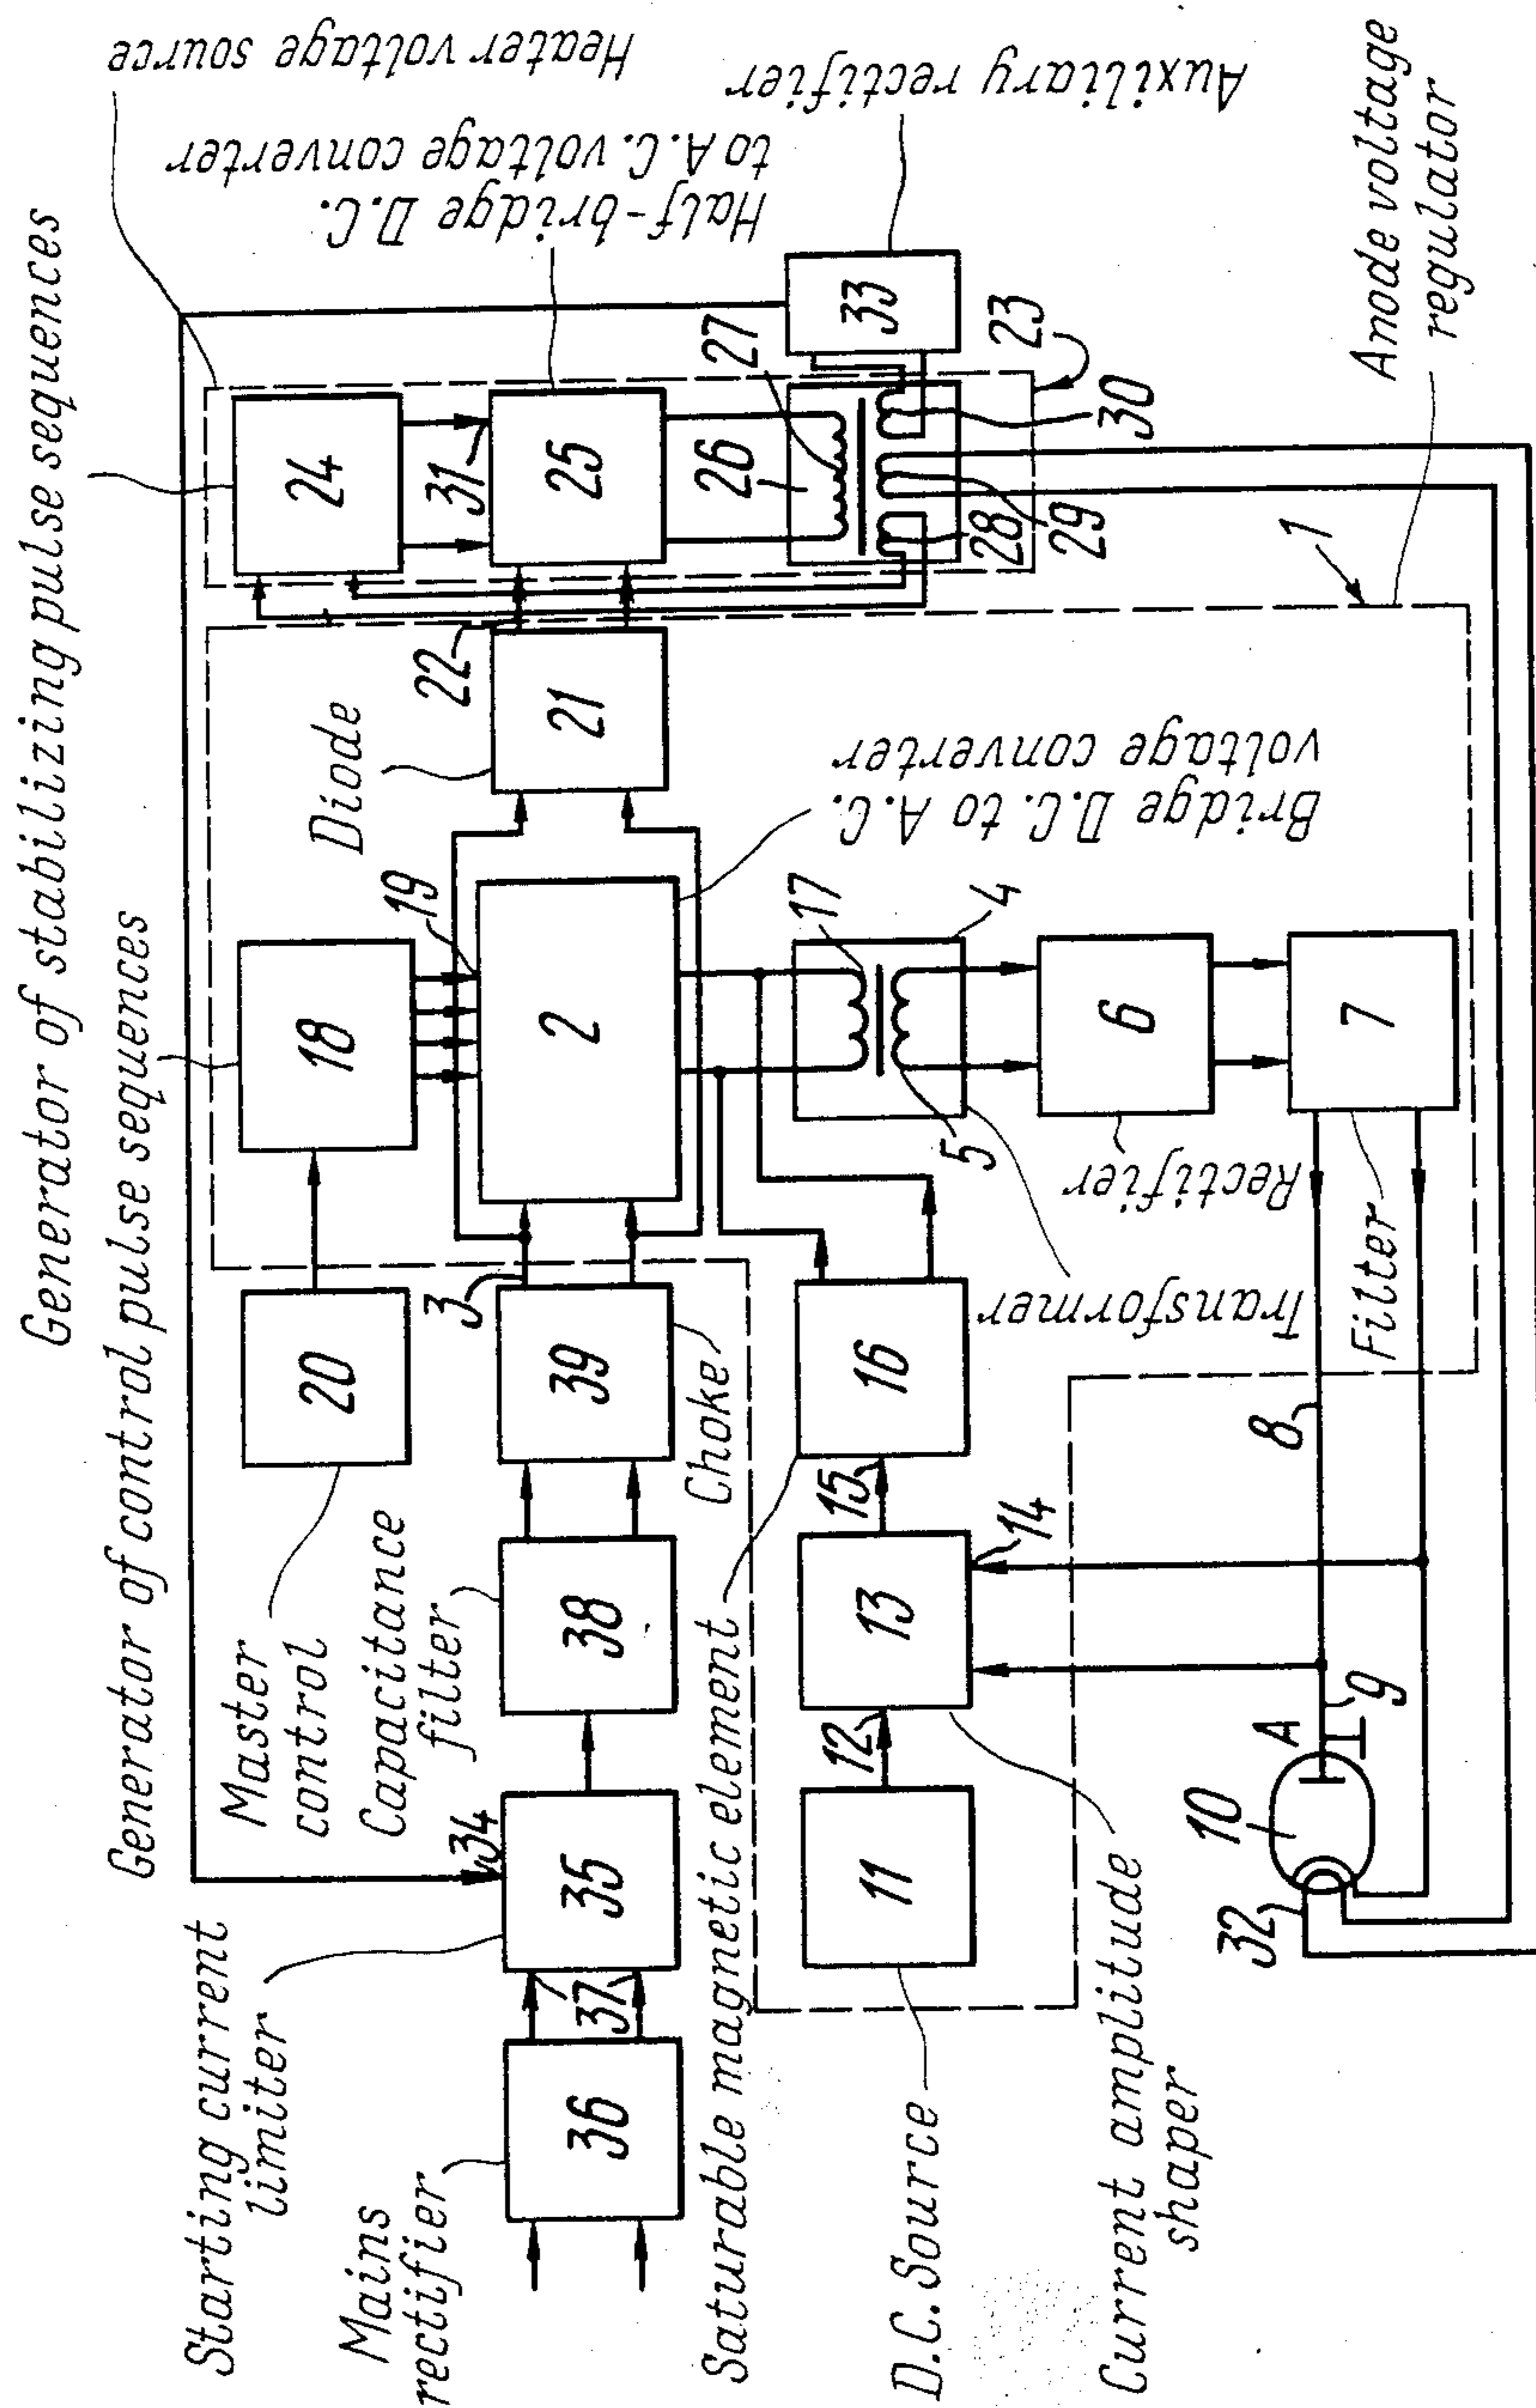 Generator of stabilizing pulse sequences
Generator of control pulse sequences
Heater voltage source
Half-bridge D.C.
to A.C. voltage converter
Auxiliary rectifier
Starting current
limiter
Master
control
Capacitance
filter
Diode
Mains
rectifier
Choke
Bridge D.C. to A.C.
voltage converter
Saturable magnetic element
Transformer
Rectifier
Filter
D.C. Source
Current amplitude
shaper
Anode voltage
regulator
20
18
24
19
31
34
3
22
36
37
35
38
39
2
21
25
26
27
33
11
12
13
14
15
16
17
4
5
28
29
30
23
6
7
1
8
9
A
10
32